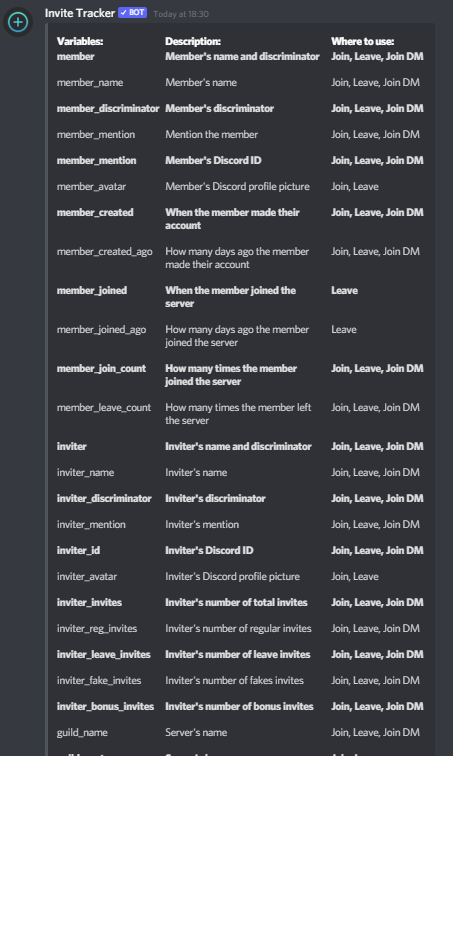 Invite Tracker ✓ BOT Today at 18:30
Variables: Description: Where to use:
member Member's name and discriminator Join, Leave, Join DM
member_name Member's name Join, Leave, Join DM
member_discriminator Member's discriminator Join, Leave, Join DM
member_mention Mention the member Join, Leave, Join DM
member_mention Member's Discord ID Join, Leave, Join DM
member_avatar Member's Discord profile picture Join, Leave
member_created When the member made their Join, Leave, Join DM
account
member_created_ago How many days ago the member Join, Leave, Join DM
made their account
member_joined When the member joined the Leave
server
member_joined_ago How many days ago the member Leave
joined the server
member_join_count How many times the member Join, Leave, Join DM
joined the server
member_leave_count How many times the member left Join, Leave, Join DM
the server
inviter Inviter's name and discriminator Join, Leave, Join DM
inviter_name Inviter's name Join, Leave, Join DM
inviter_discriminator Inviter's discriminator Join, Leave, Join DM
inviter_mention Inviter's mention Join, Leave, Join DM
inviter_id Inviter's Discord ID Join, Leave, Join DM
inviter_avatar Inviter's Discord profile picture Join, Leave
inviter_invites Inviter's number of total invites Join, Leave, Join DM
inviter_reg_invites Inviter's number of regular invites Join, Leave, Join DM
inviter_leave_invites Inviter's number of leave invites Join, Leave, Join DM
inviter_fake_invites Inviter's number of fakes invites Join, Leave, Join DM
inviter_bonus_invites Inviter's number of bonus invites Join, Leave, Join DM
guild_name Server's name Join, Leave, Join DM